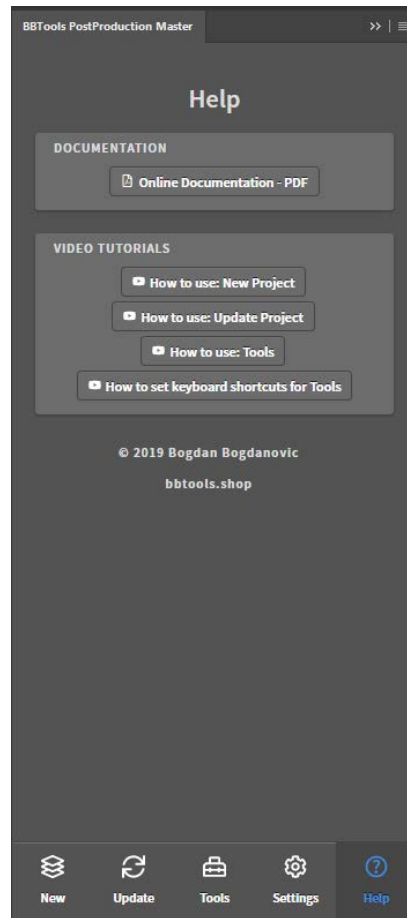 BBTools PostProduction Master
Help
DOCUMENTATION
Online Documentation - PDF
VIDEO TUTORIALS
How to use: New Project
How to use: Update Project
How to use: Tools
How to set keyboard shortcuts for Tools
© 2019 Bogdan Bogdanovic
bbtools.shop
New Update Tools Settings Help